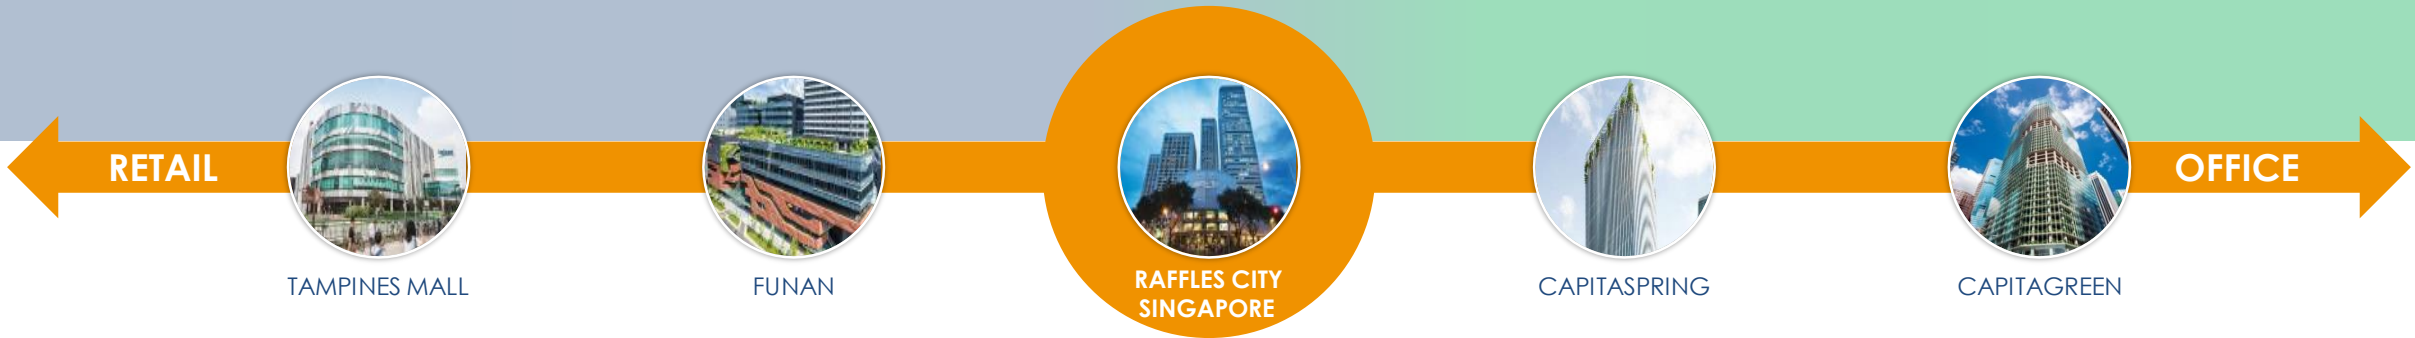 RETAIL
OFFICE
TAMPINES MALL
FUNAN
RAFFLES CITY
SINGAPORE
CAPITASPRING
CAPITAGREEN